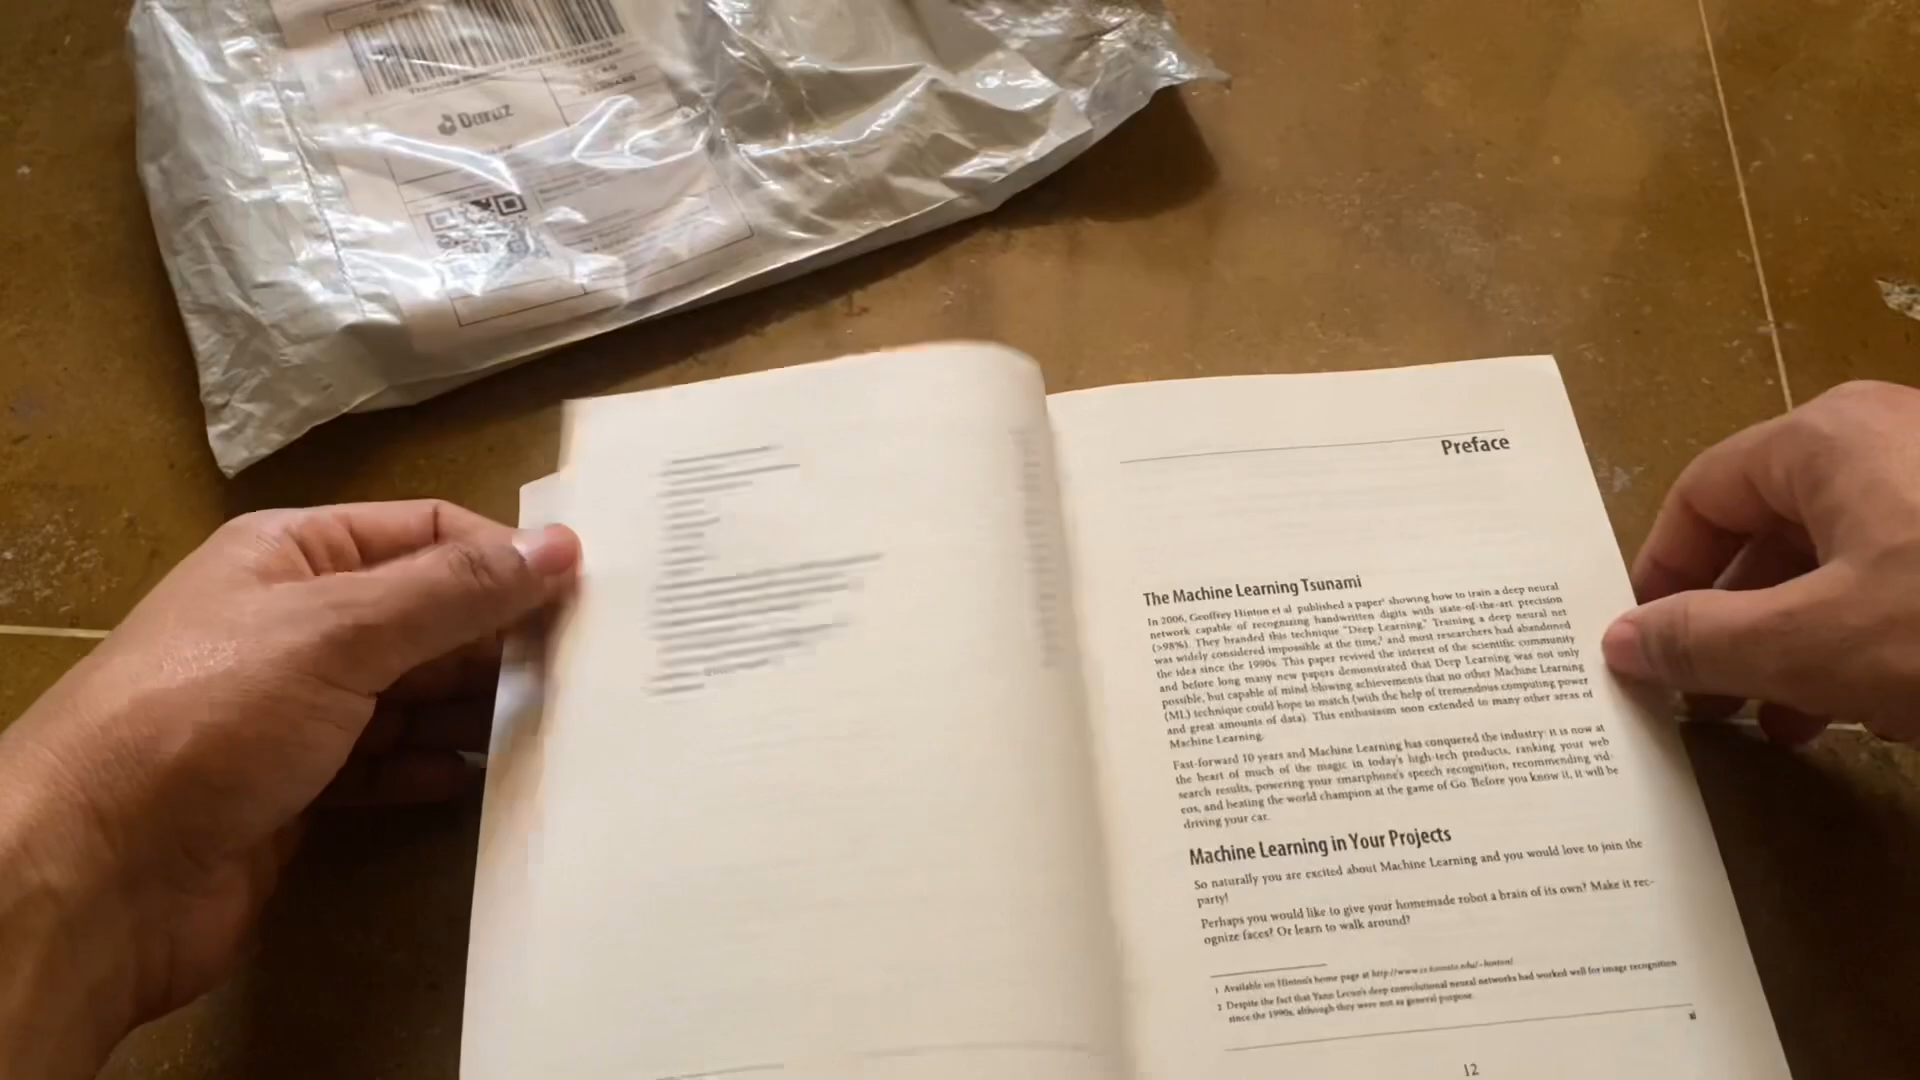 Daraz
Preface
The Machine Learning Tsunami
In 2006, Geoffrey Hinton et al published a paper¹ showing how to train a deep neural
network capable of recognizing handwritten digits with state-of-the-art precision
(>98%). They branded this technique "Deep Learning." Training a deep neural net
was widely considered impossible at the time,² and most researchers had abandoned
the idea since the 1990s. This paper revived the interest of the scientific community
and before long many new papers demonstrated that Deep Learning was not only
possible, but capable of mind-blowing achievements that no other Machine Learning
(ML) technique could hope to match (with the help of tremendous computing power
and great amounts of data). This enthusiasm soon extended to many other areas of
Machine Learning.
Fast-forward 10 years and Machine Learning has conquered the industry: it is now at
the heart of much of the magic in today's high-tech products, ranking your web
search results, powering your smartphone's speech recognition, recommending vid-
eos, and beating the world champion at the game of Go. Before you know it, it will be
driving your car.
Machine Learning in Your Projects
So naturally you are excited about Machine Learning and you would love to join the
party!
Perhaps you would like to give your homemade robot a brain of its own? Make it rec-
ognize faces? Or learn to walk around?
1 Available on Hinton's home page at http://www.cs.toronto.edu/~hinton/
2 Despite the fact that Yann Lecun's deep convolutional neural networks had worked well for image recognition
since the 1990s, although they were not as general purpose.
xi
12